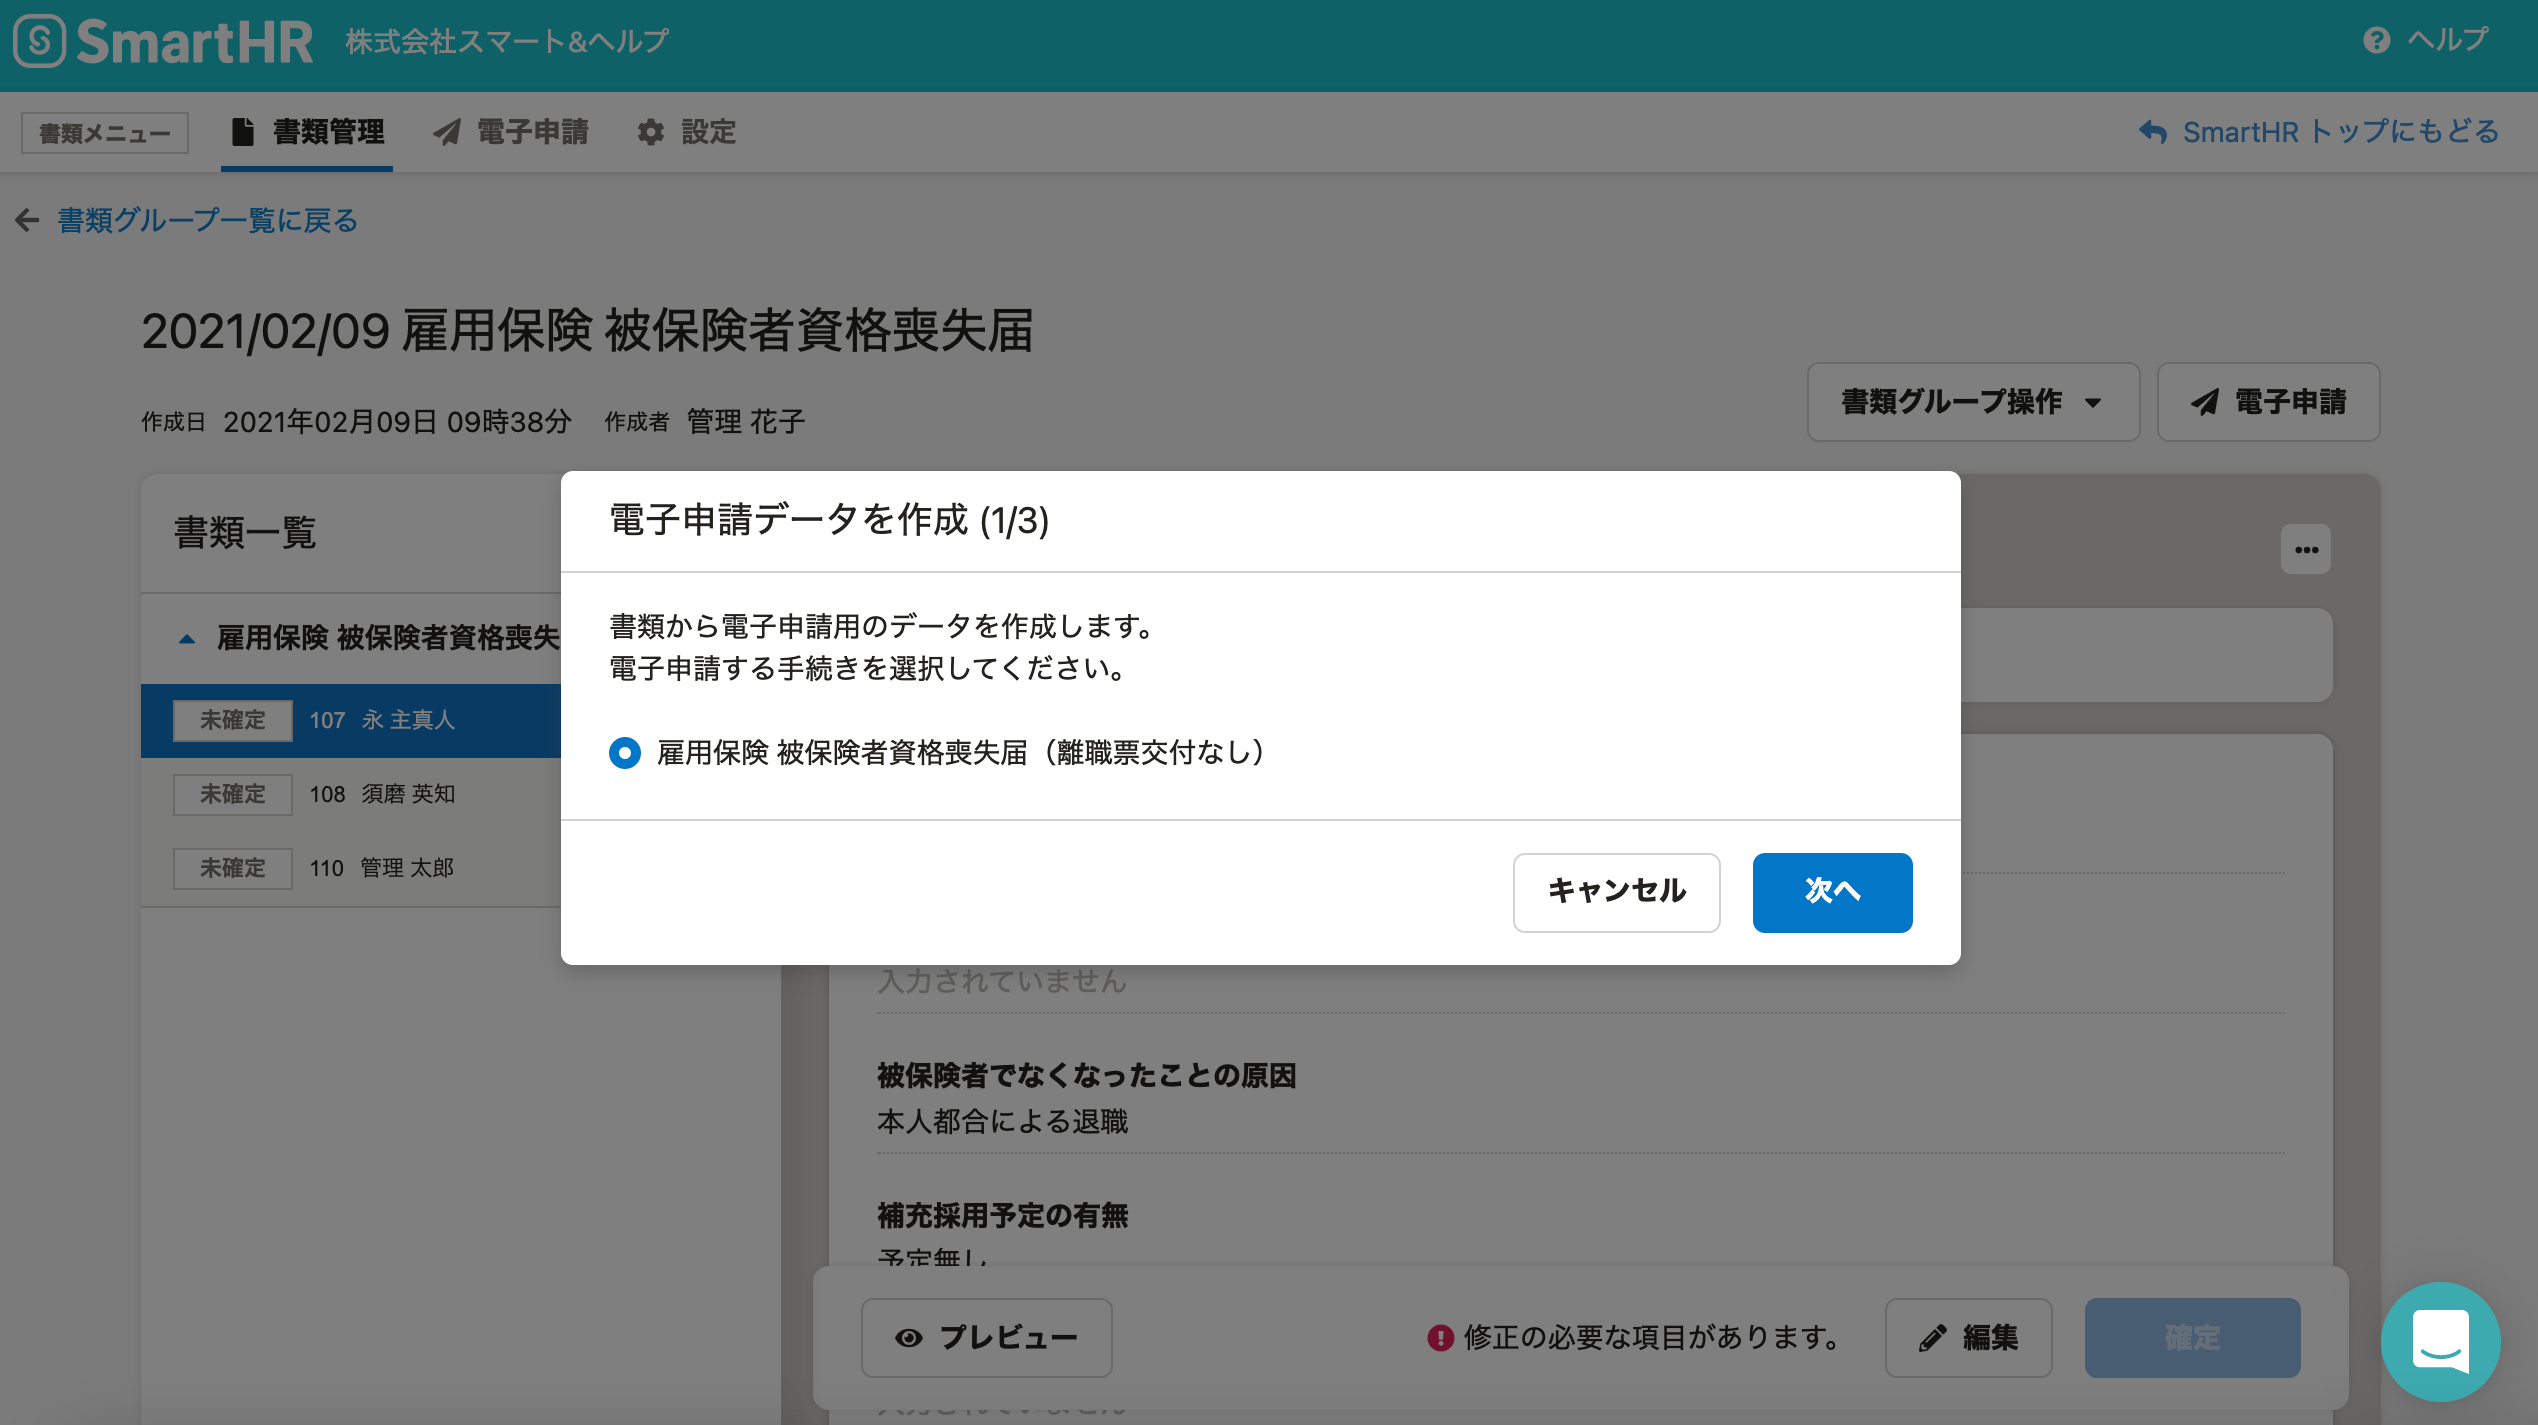 SmartHR 株式会社スマート&ヘルプ ヘルプ
書類メニュー 書類管理 電子申請 設定 SmartHR トップにもどる
書類グループ一覧に戻る
2021/02/09 雇用保険 被保険者資格喪失届
作成日 2021年02月09日 09時38分 作成者 管理 花子
書類グループ操作 電子申請
書類一覧
雇用保険 被保険者資格喪失
未確定 107 永 主真人
未確定 108 須磨 英知
未確定 110 管理 太郎
電子申請データを作成 (1/3)
書類から電子申請用のデータを作成します。
電子申請する手続きを選択してください。
雇用保険 被保険者資格喪失届（離職票交付なし）
キャンセル 次へ
入力されていません
被保険者でなくなったことの原因
本人都合による退職
補充採用予定の有無
予定無し
プレビュー 修正の必要な項目があります。 編集 確定